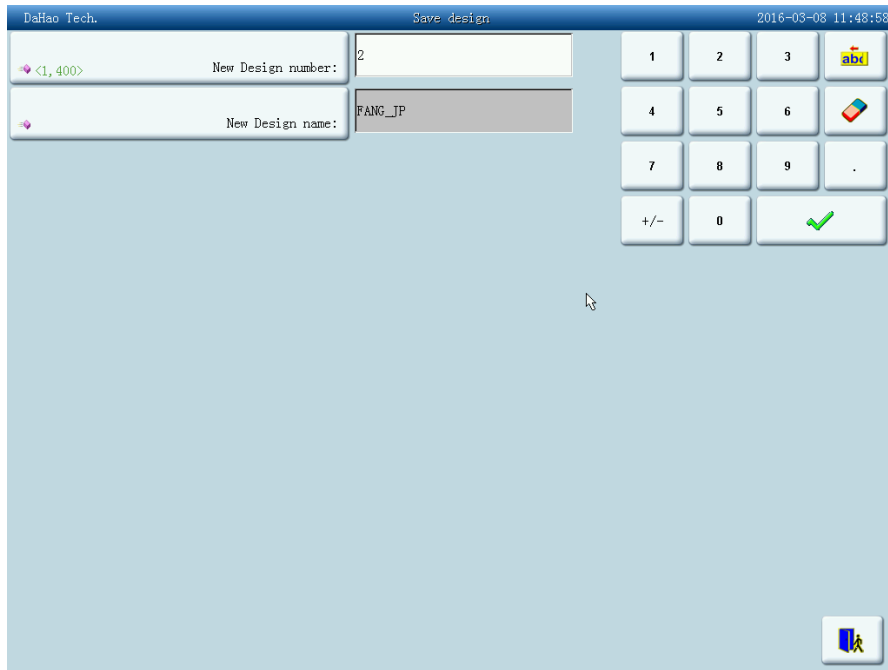 DaHao Tech. Save design 2016-03-08 11:48:58
<1,400> New Design number: 2
New Design name: FANG_JP
1 2 3 abc
4 5 6
7 8 9 .
+/- 0